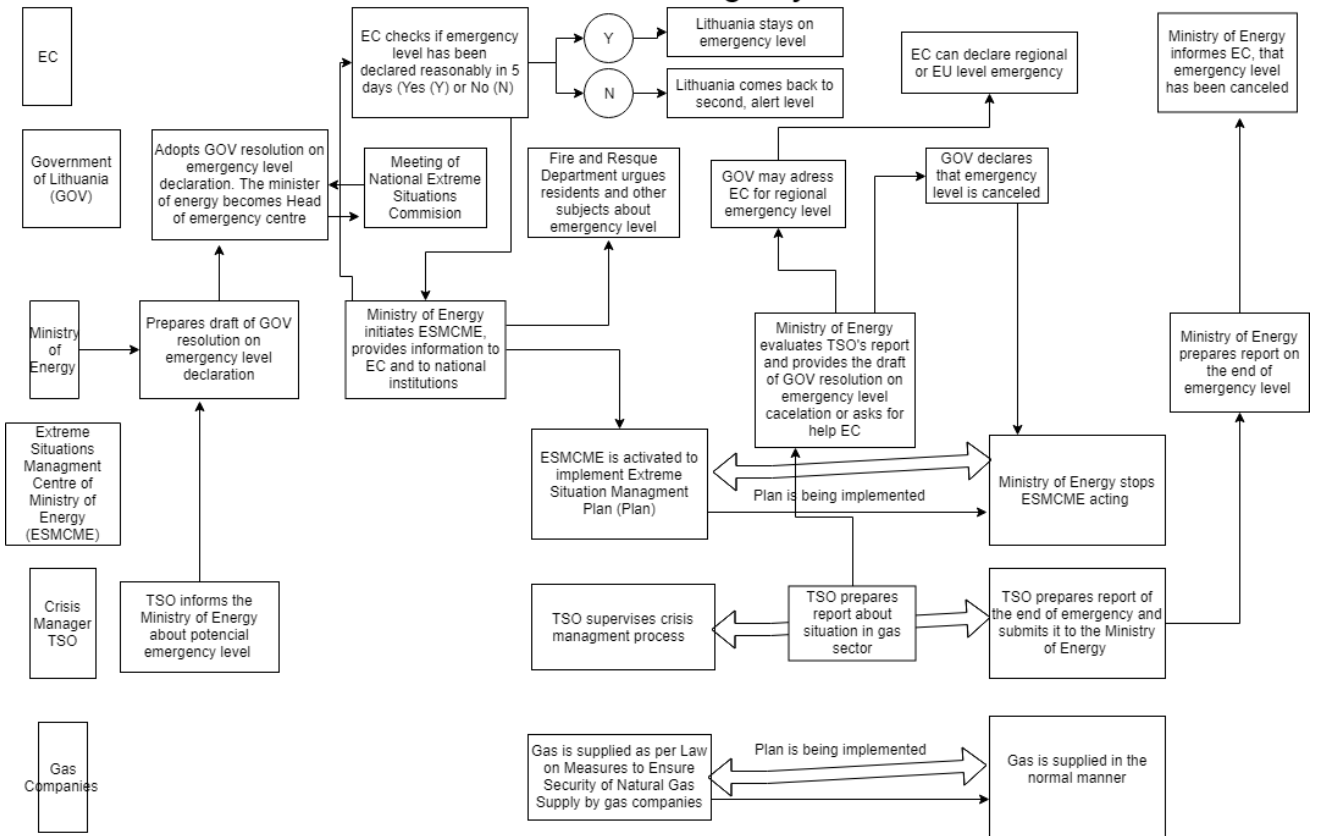 EC
EC checks if emergency
level has been
declared reasonably in 5
days (Yes (Y) or No (N)
Y
N
Lithuania stays on
emergency level
Lithuania comes back to
second, alert level
EC can declare regional
or EU level emergency
Ministry of Energy
informes EC, that
emergency level
has been canceled
Government
of Lithuania
(GOV)
Adopts GOV resolution on
emergency level
declaration. The minister
of energy becomes Head
of emergency centre
Meeting of
National Extreme
Situations
Commision
Fire and Resque
Department urgues
residents and other
subjects about
emergency level
GOV may adress
EC for regional
emergency level
GOV declares
that emergency
level is canceled
Ministry
of
Energy
Prepares draft of GOV
resolution on
emergency level
declaration
Ministry of Energy
initiates ESMCME,
provides information to
EC and to national
institutions
Ministry of Energy
evaluates TSO's report
and provides the draft
of GOV resolution on
emergency level
cacelation or asks for
help EC
Ministry of Energy
prepares report on
the end of
emergency level
Extreme
Situations
Managment
Centre of
Ministry of
Energy
(ESMCME)
ESMCME is activated to
implement Extreme
Situation Managment
Plan (Plan)
Plan is being implemented
Ministry of Energy stops
ESMCME acting
Crisis
Manager
TSO
TSO informs the
Ministry of Energy
about potencial
emergency level
TSO supervises crisis
managment process
TSO prepares
report about
situation in gas
sector
TSO prepares report of
the end of emergency and
submits it to the Ministry
of Energy
Gas
Companies
Gas is supplied as per Law
on Measures to Ensure
Security of Natural Gas
Supply by gas companies
Plan is being implemented
Gas is supplied in the
normal manner